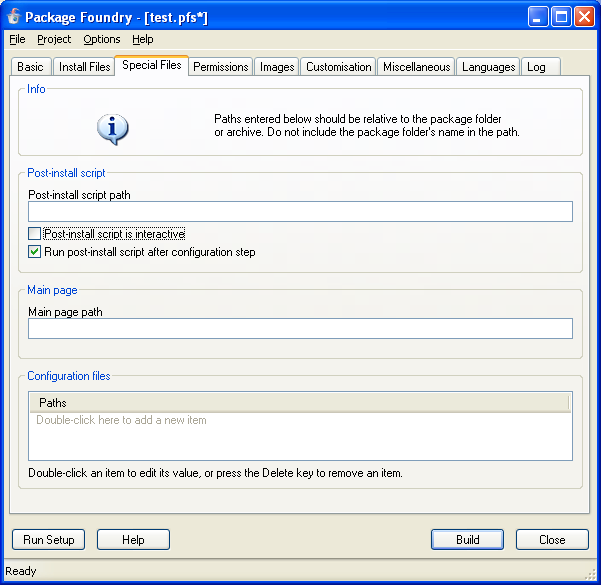 Package Foundry - [test.pfs*]
File Project Options Help
Basic Install Files Special Files Permissions Images Customisation Miscellaneous Languages Log
Info
Paths entered below should be relative to the package folder
or archive. Do not include the package folder's name in the path.
Post-install script
Post-install script path
Post-install script is interactive
Run post-install script after configuration step
Main page
Main page path
Configuration files
Paths
Double-click here to add a new item
Double-click an item to edit its value, or press the Delete key to remove an item.
Run Setup Help Build Close
Ready